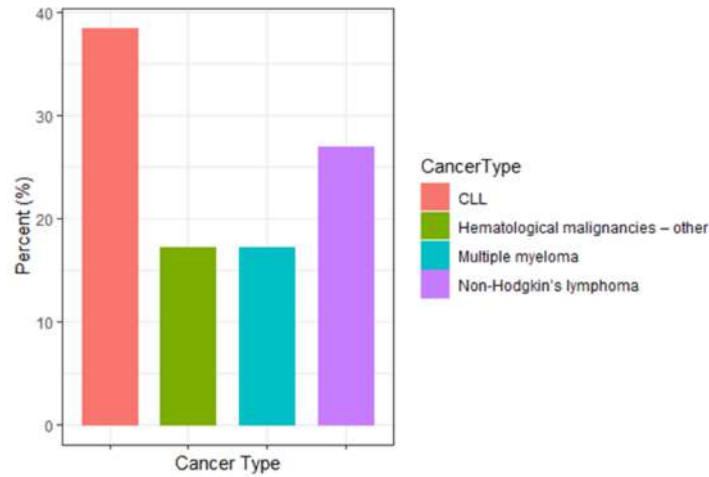 40
30
20
10
0
Percent (%)
Cancer Type
CancerType
CLL
Hematological malignancies – other
Multiple myeloma
Non-Hodgkin's lymphoma